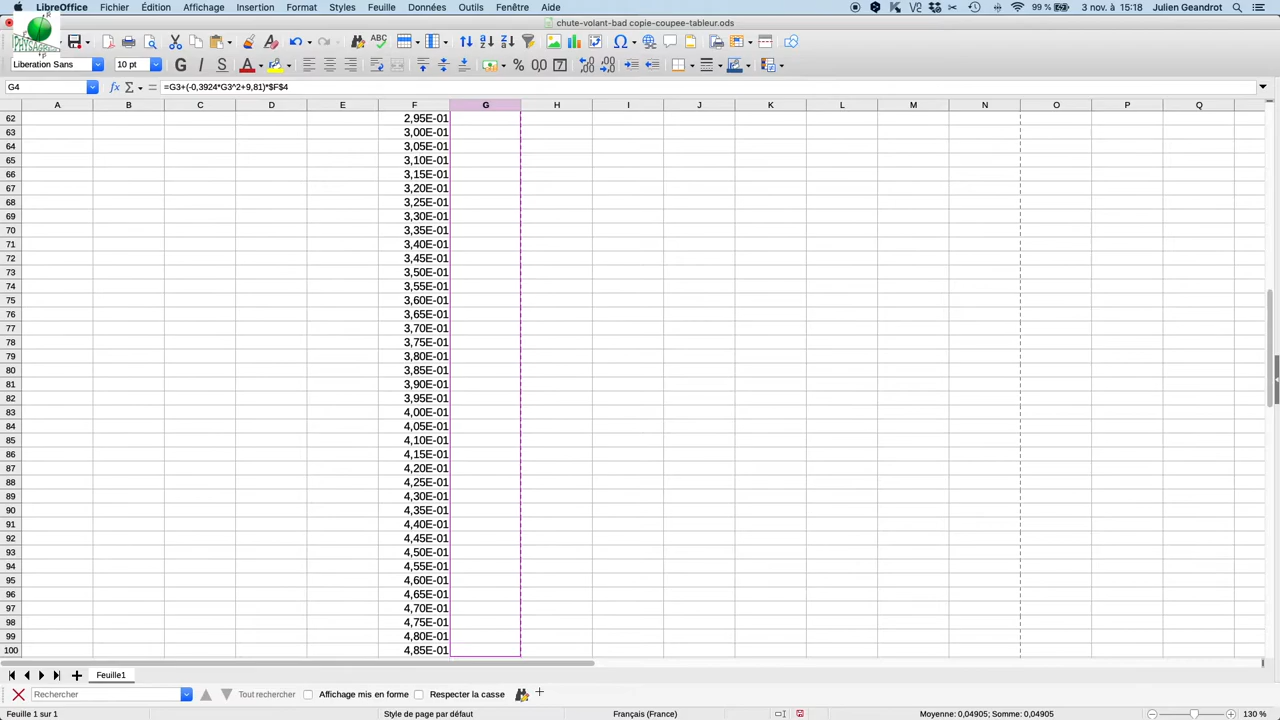 LibreOffice Fichier Édition Affichage Insertion Format Styles Feuille Données Outils Fenêtre Aide 99 % 3 nov. à 15:18 Julien Geandrot
chute-volant-bad copie-coupee-tableur.ods
Liberation Sans 10 pt G I S A
G4 fx Σ = =G3+(-0,3924*G3^2+9,81)*$F$4
A B C D E F G H I J K L M N O P Q
62 2,95E-01
63 3,00E-01
64 3,05E-01
65 3,10E-01
66 3,15E-01
67 3,20E-01
68 3,25E-01
69 3,30E-01
70 3,35E-01
71 3,40E-01
72 3,45E-01
73 3,50E-01
74 3,55E-01
75 3,60E-01
76 3,65E-01
77 3,70E-01
78 3,75E-01
79 3,80E-01
80 3,85E-01
81 3,90E-01
82 3,95E-01
83 4,00E-01
84 4,05E-01
85 4,10E-01
86 4,15E-01
87 4,20E-01
88 4,25E-01
89 4,30E-01
90 4,35E-01
91 4,40E-01
92 4,45E-01
93 4,50E-01
94 4,55E-01
95 4,60E-01
96 4,65E-01
97 4,70E-01
98 4,75E-01
99 4,80E-01
100 4,85E-01
Feuille1
Rechercher Tout rechercher Affichage mis en forme Respecter la casse
Feuille 1 sur 1 Style de page par défaut Français (France) Moyenne: 0,04905; Somme: 0,04905 130 %